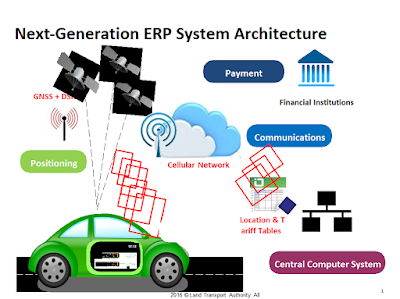 Next-Generation ERP System Architecture
Payment
GNSS +
Financial Institutions
Communications
Positioning
Cellular Network
Location & T
ariff Tables
Central Computer System
1
2016 © Land Transport Authority. All